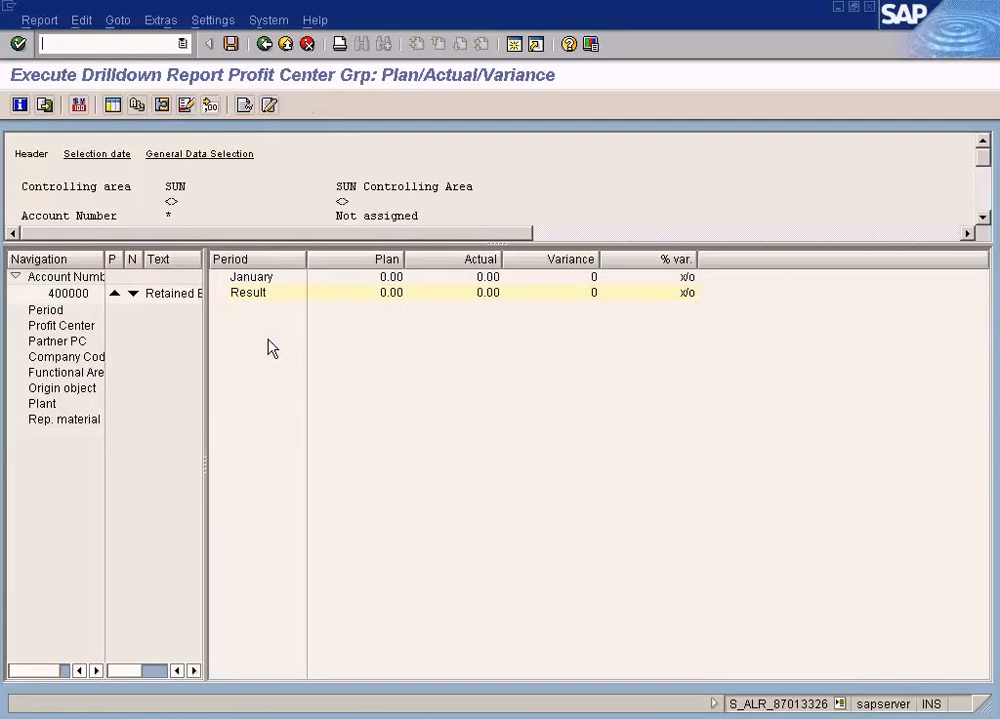 Report Edit Goto Extras Settings System Help
SAP
Execute Drilldown Report Profit Center Grp: Plan/Actual/Variance
Header Selection date General Data Selection
Controlling area SUN SUN Controlling Area
<> <>
Account Number * Not assigned
Navigation P N Text Period Plan Actual Variance % var.
Account Numb January 0.00 0.00 0 x/o
400000 Retained E Result 0.00 0.00 0 x/o
Period
Profit Center
Partner PC
Company Cod
Functional Are
Origin object
Plant
Rep. material
S_ALR_87013326 sapserver INS